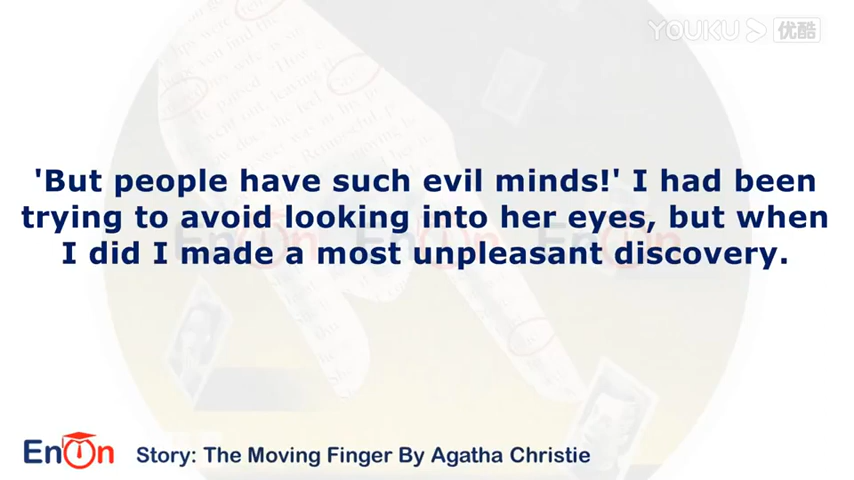 YOUKU 优酷
'But people have such evil minds!' I had been
trying to avoid looking into her eyes, but when
I did I made a most unpleasant discovery.
EnOn
Story: The Moving Finger By Agatha Christie